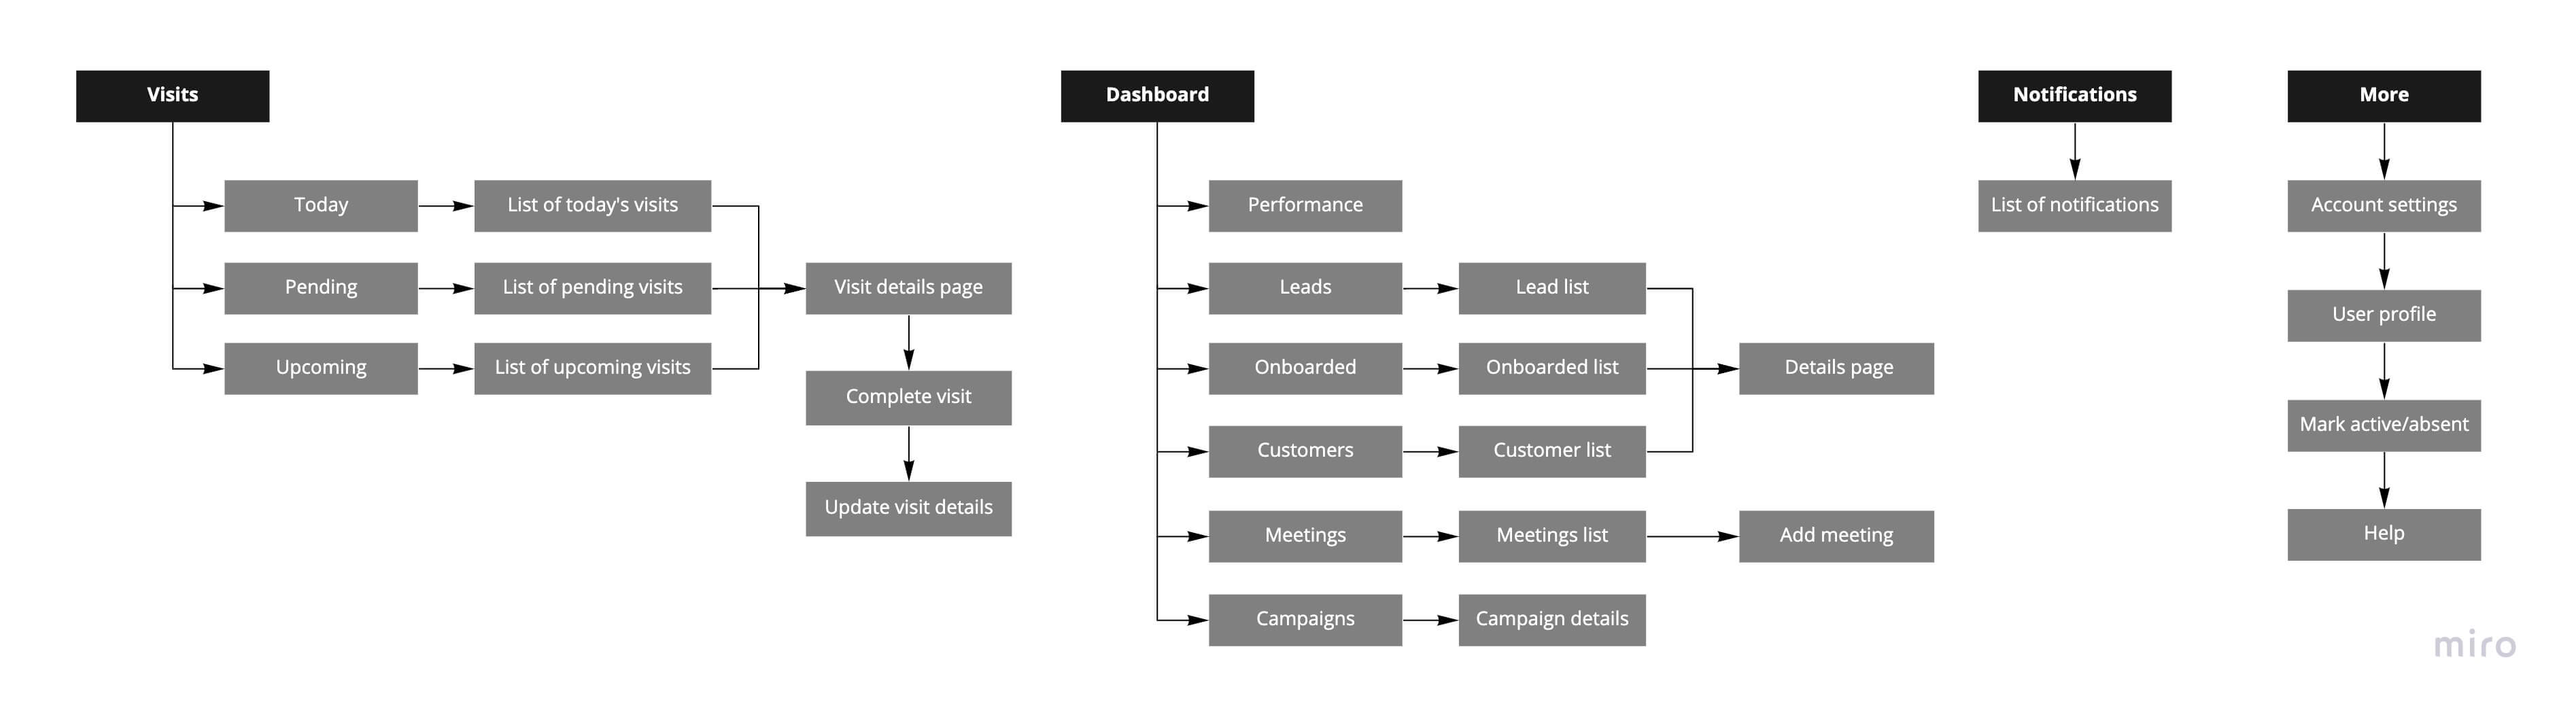 Visits
Dashboard
Notifications
More
Today
List of today's visits
Performance
List of notifications
Account settings
Pending
List of pending visits
Visit details page
Leads
Lead list
User profile
Upcoming
List of upcoming visits
Onboarded
Onboarded list
Details page
Complete visit
Mark active/absent
Customers
Customer list
Update visit details
Meetings
Meetings list
Add meeting
Help
Campaigns
Campaign details
miro